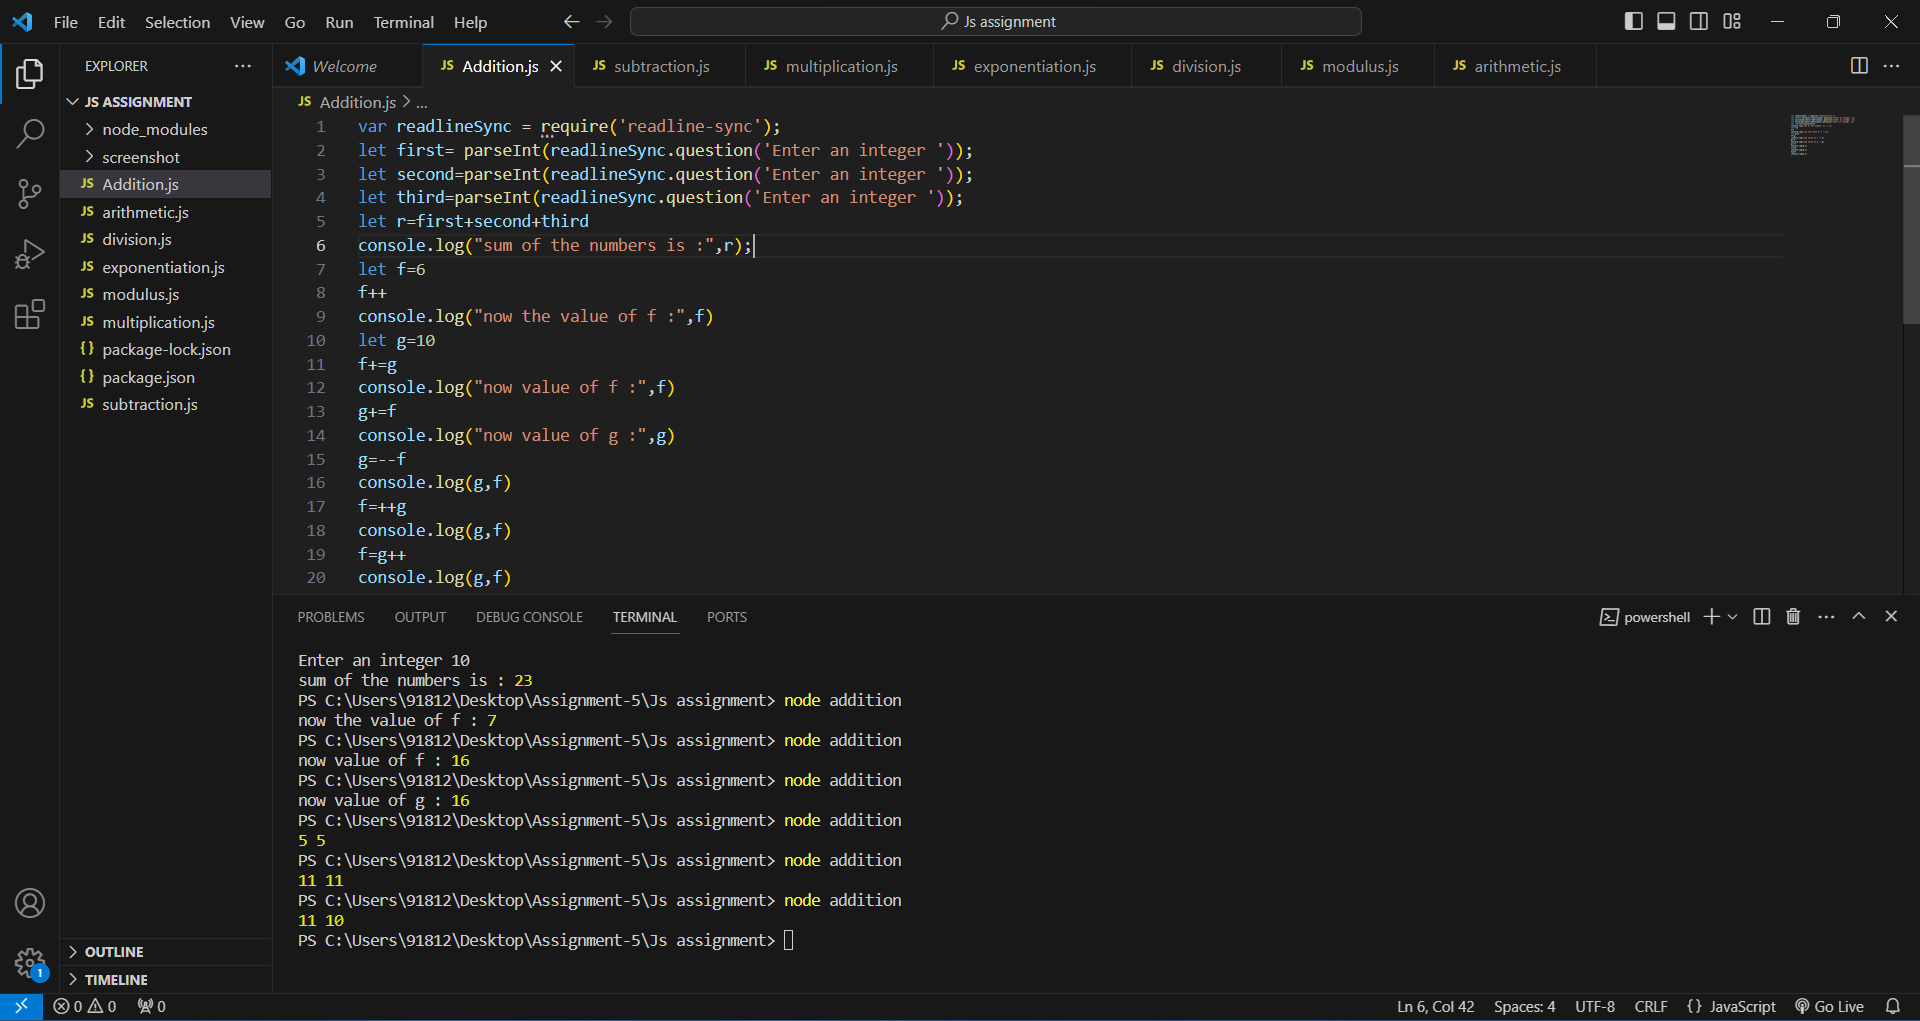 File Edit Selection View Go Run Terminal Help
Js assignment
EXPLORER
JS ASSIGNMENT
node_modules
screenshot
JS Addition.js
JS arithmetic.js
JS division.js
JS exponentiation.js
JS modulus.js
JS multiplication.js
{} package-lock.json
{} package.json
JS subtraction.js
OUTLINE
TIMELINE
Welcome JS Addition.js JS subtraction.js JS multiplication.js JS exponentiation.js JS division.js JS modulus.js JS arithmetic.js
JS Addition.js > ...
1 var readlineSync = require('readline-sync');
2 let first= parseInt(readlineSync.question('Enter an integer '));
3 let second=parseInt(readlineSync.question('Enter an integer '));
4 let third=parseInt(readlineSync.question('Enter an integer '));
5 let r=first+second+third
6 console.log("sum of the numbers is :",r);
7 let f=6
8 f++
9 console.log("now the value of f :",f)
10 let g=10
11 f+=g
12 console.log("now value of f :",f)
13 g+=f
14 console.log("now value of g :",g)
15 g=--f
16 console.log(g,f)
17 f=++g
18 console.log(g,f)
19 f=g++
20 console.log(g,f)
PROBLEMS OUTPUT DEBUG CONSOLE TERMINAL PORTS
powershell
Enter an integer 10
sum of the numbers is : 23
PS C:\Users\91812\Desktop\Assignment-5\Js assignment> node addition
now the value of f : 7
PS C:\Users\91812\Desktop\Assignment-5\Js assignment> node addition
now value of f : 16
PS C:\Users\91812\Desktop\Assignment-5\Js assignment> node addition
now value of g : 16
PS C:\Users\91812\Desktop\Assignment-5\Js assignment> node addition
5 5
PS C:\Users\91812\Desktop\Assignment-5\Js assignment> node addition
11 11
PS C:\Users\91812\Desktop\Assignment-5\Js assignment> node addition
11 10
PS C:\Users\91812\Desktop\Assignment-5\Js assignment>
1
0 0 0
Ln 6, Col 42 Spaces: 4 UTF-8 CRLF {} JavaScript Go Live